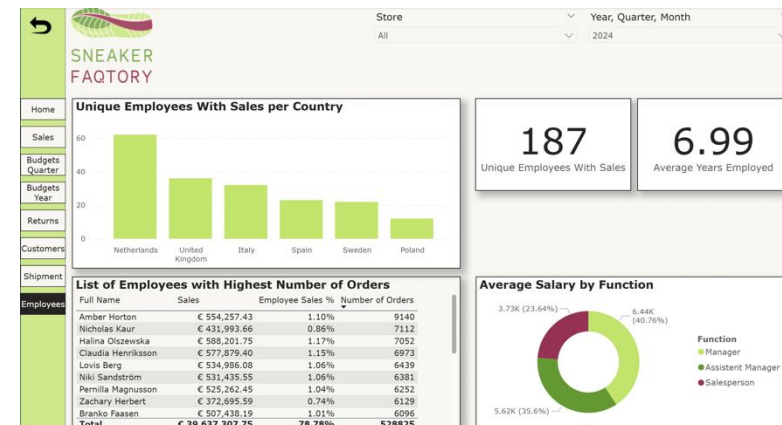 Store
Year, Quarter, Month
All
2024
SNEAKER
FAQTORY
Home
Sales
Budgets
Quarter
Budgets
Year
Returns
Customers
Shipment
Employees
Unique Employees With Sales per Country
60
40
20
0
Netherlands
United
Kingdom
Italy
Spain
Sweden
Poland
187
Unique Employees With Sales
6.99
Average Years Employed
List of Employees with Highest Number of Orders
Full Name Sales Employee Sales % Number of Orders
Amber Horton € 554,257.43 1.10% 9140
Nicholas Kaur € 431,993.66 0.86% 7112
Halina Olszewska € 588,201.75 1.17% 7052
Claudia Henriksson € 577,879.40 1.15% 6973
Lovis Berg € 534,986.08 1.06% 6439
Niki Sandström € 531,435.55 1.06% 6381
Pernilla Magnusson € 525,262.45 1.04% 6252
Zachary Herbert € 372,695.59 0.74% 6129
Branko Faasen € 507,438.19 1.01% 6096
Total € 39,637,307.75 78.78% 528825
Average Salary by Function
3.73K (23.64%)
6.44K
(40.76%)
5.62K (35.6%)
Function
Manager
Assistent Manager
Salesperson